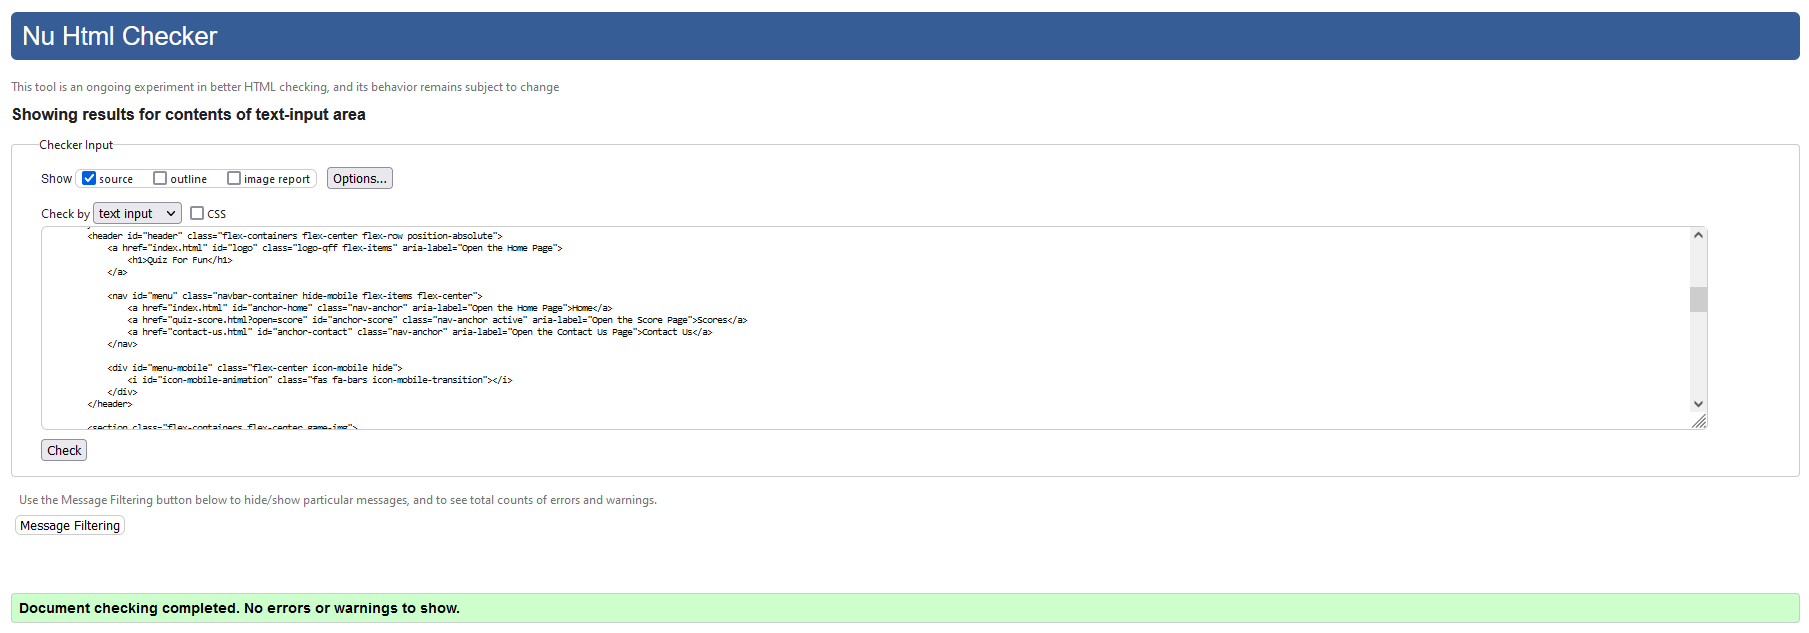 Nu Html Checker
This tool is an ongoing experiment in better HTML checking, and its behavior remains subject to change
Showing results for contents of text-input area
Checker Input
Show source outline image report Options...
Check by text input CSS
<header id="header" class="flex-containers flex-center flex-row position-absolute">
<a href="index.html" id="logo" class="logo-qff flex-items" aria-label="Open the Home Page">
<h1>Quiz For Fun</h1>
</a>
<nav id="menu" class="navbar-container hide-mobile flex-items flex-center">
<a href="index.html" id="anchor-home" class="nav-anchor" aria-label="Open the Home Page">Home</a>
<a href="quiz-score.html?open=score" id="anchor-score" class="nav-anchor active" aria-label="Open the Score Page">Scores</a>
<a href="contact-us.html" id="anchor-contact" class="nav-anchor" aria-label="Open the Contact Us Page">Contact Us</a>
</nav>
<div id="menu-mobile" class="flex-center icon-mobile hide">
<i id="icon-mobile-animation" class="fas fa-bars icon-mobile-transition"></i>
</div>
</header>
<section class="flex-containers flex-center game-img">
Check
Use the Message Filtering button below to hide/show particular messages, and to see total counts of errors and warnings.
Message Filtering
Document checking completed. No errors or warnings to show.